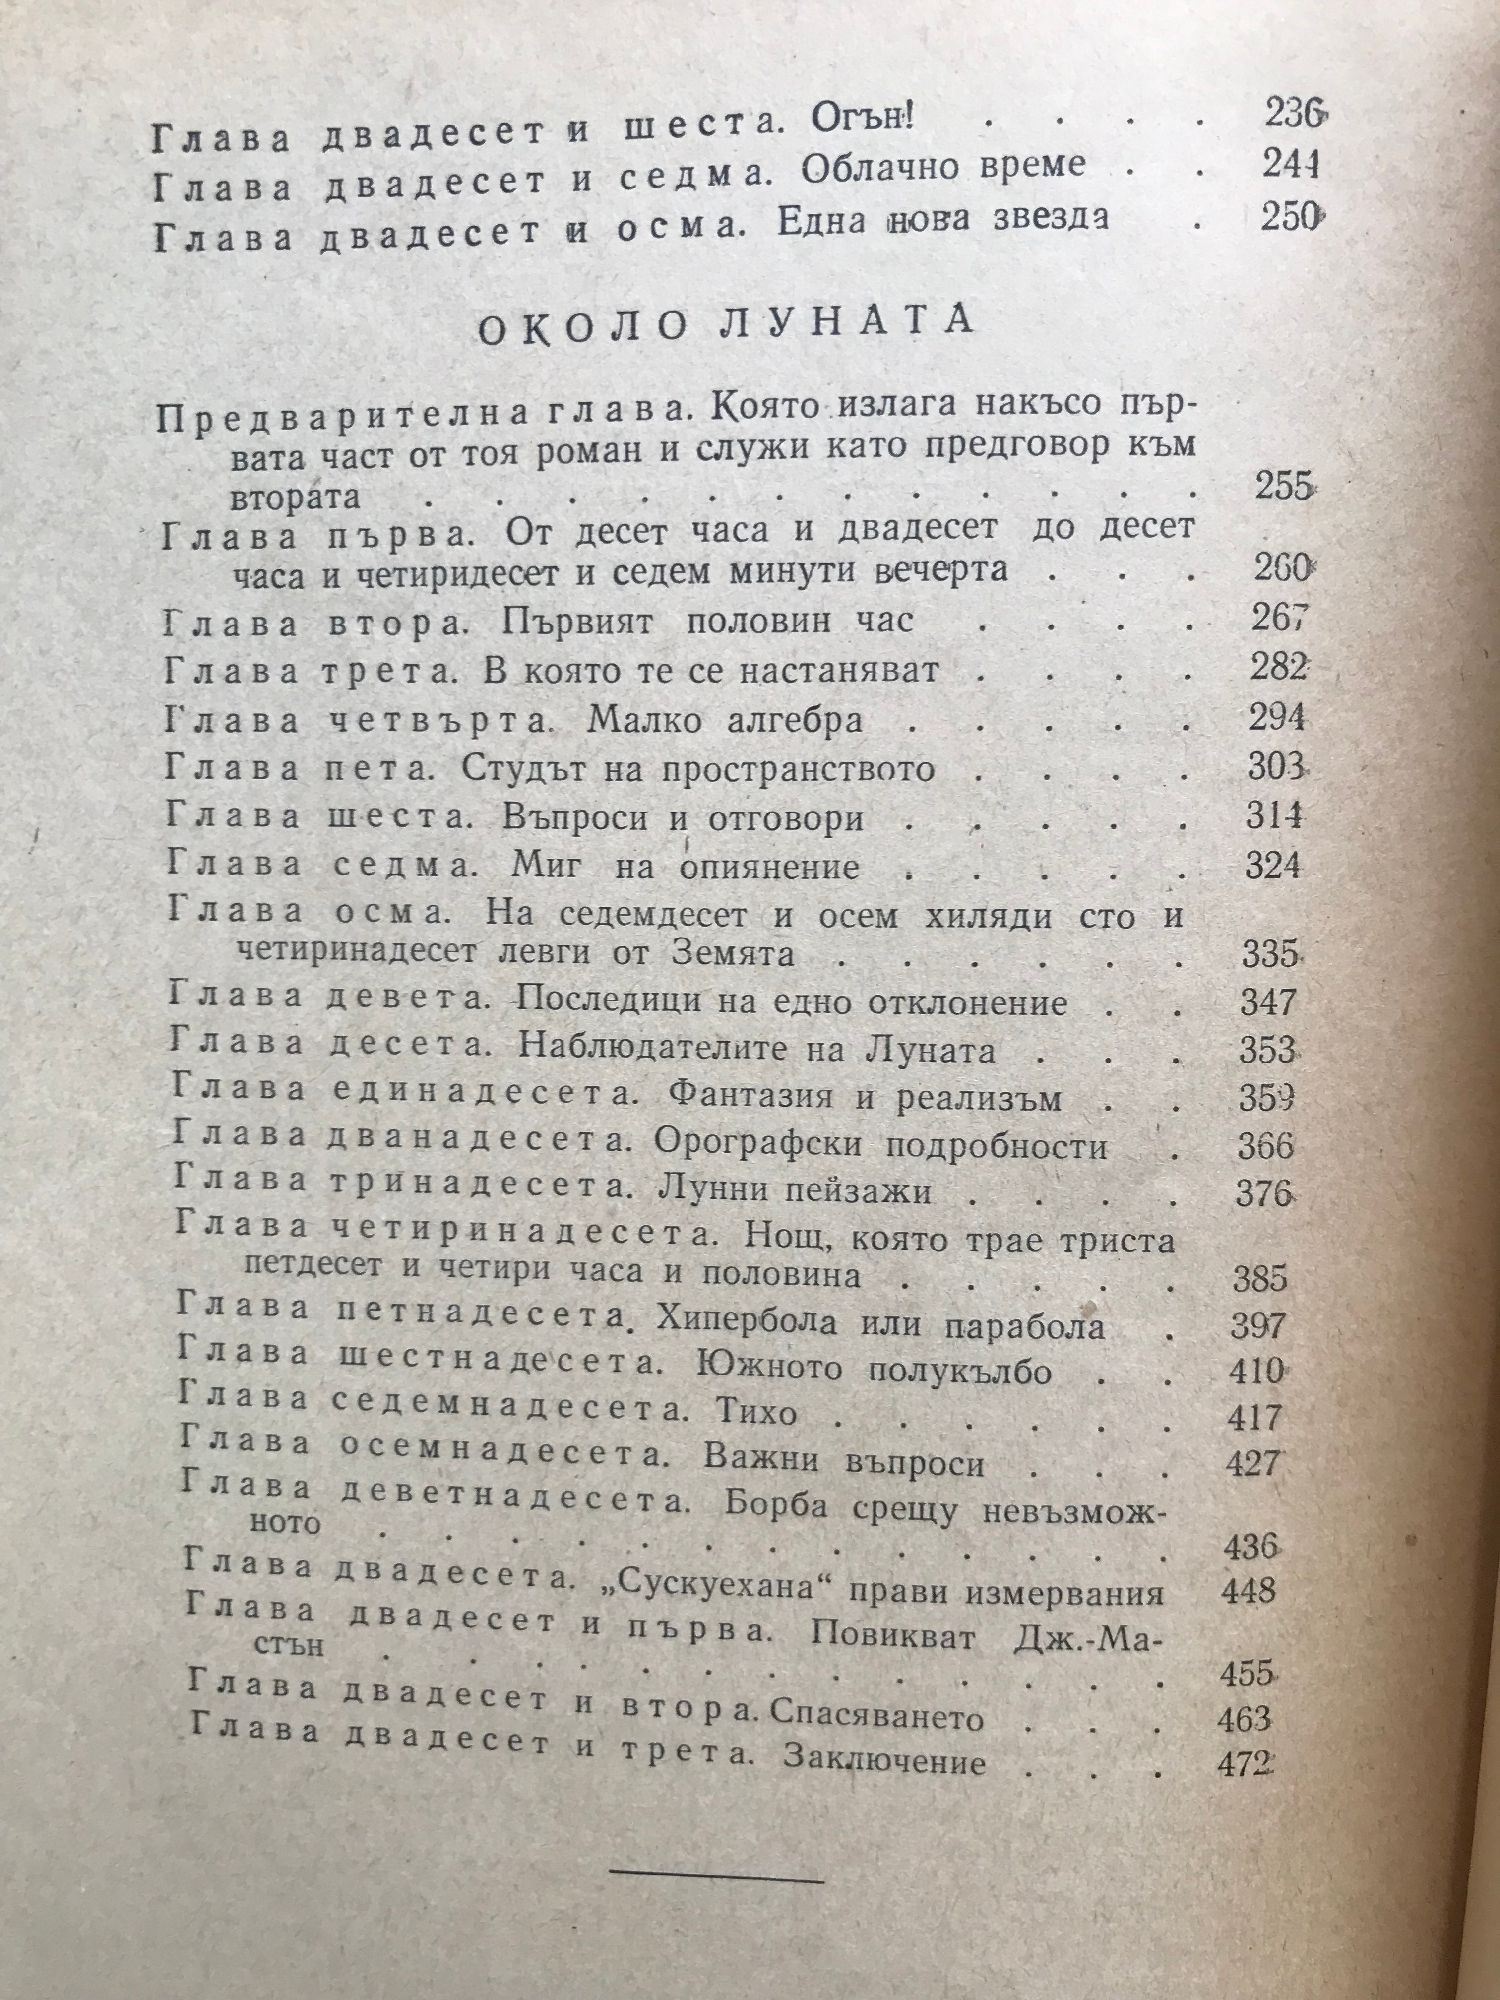 Глава двадесет и шеста. Огън! . . . . 236
Глава двадесет и седма. Облачно време . . 244
Глава двадесет и осма. Една нова звезда . 250
ОКОЛО ЛУНАТА
Предварителна глава. Която излага накъсо пър-
вата част от тоя роман и служи като предговор към
втората . . . . . . . . . . . . 255
Глава първа. От десет часа и двадесет до десет
часа и четиридесет и седем минути вечерта . . . 260
Глава втора. Първият половин час . . . . 267
Глава трета. В която те се настаняват . . . . 282
Глава четвърта. Малко алгебра . . . . . 294
Глава пета. Студът на пространството . . . . 303
Глава шеста. Въпроси и отговори . . . . . 314
Глава седма. Миг на опиянение . . . . . 324
Глава осма. На седемдесет и осем хиляди сто и
четиринадесет левги от Земята . . . . . . 335
Глава девета. Последици на едно отклонение . . 347
Глава десета. Наблюдателите на Луната . . . 353
Глава единадесета. Фантазия и реализъм . . 359
Глава дванадесета. Орографски подробности . 366
Глава тринадесета. Лунни пейзажи . . . . 376
Глава четиринадесета. Нощ, която трае триста
петдесет и четири часа и половина . . . . . 385
Глава петнадесета. Хипербола или парабола . 397
Глава шестнадесета. Южното полукълбо . . 410
Глава седемнадесета. Тихо . . . . . . 417
Глава осемнадесета. Важни въпроси . . . 427
Глава деветнадесета. Борба срещу невъзмож-
ното . . . . . . . . . . . . . 436
Глава двадесета. „Сускуехана“ прави измервания 448
Глава двадесет и първа. Повикват Дж.-Ма-
стън . . . . . . . . . . . . 455
Глава двадесет и втора. Спасяването . . . 463
Глава двадесет и трета. Заключение . . . 472